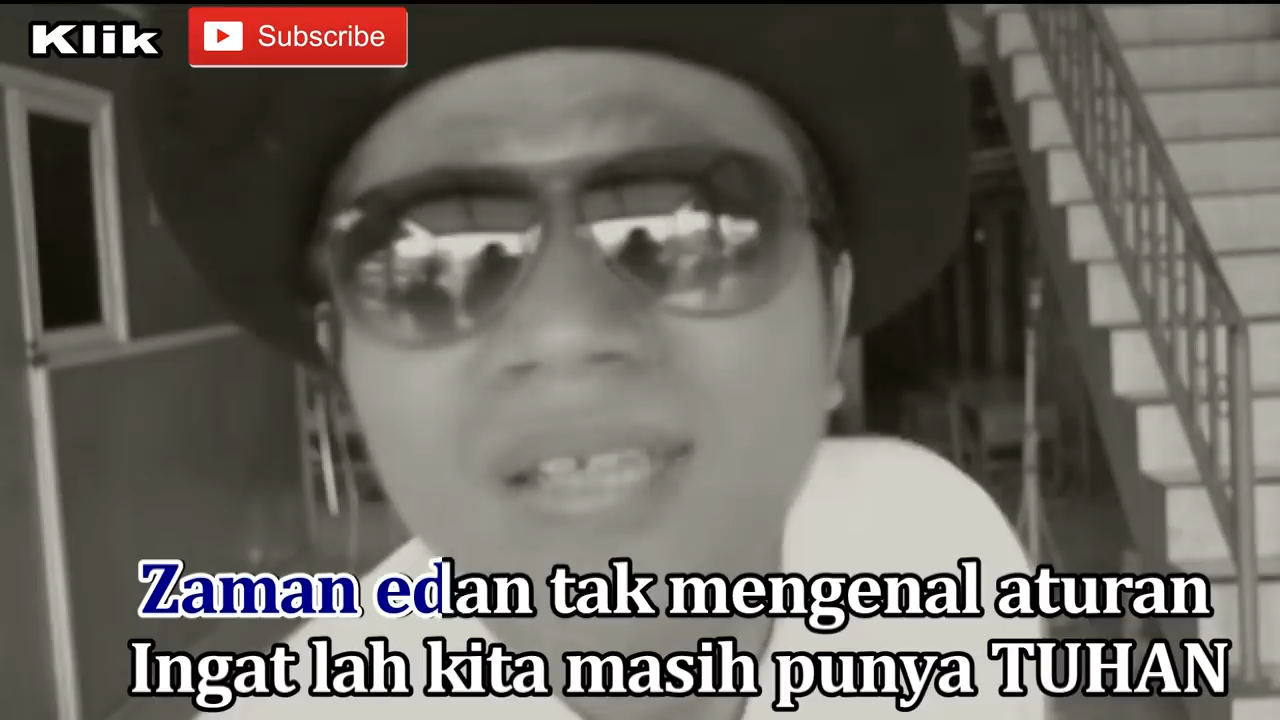 Klik
Subscribe
Zaman edan tak mengenal aturan
Ingat lah kita masih punya TUHAN